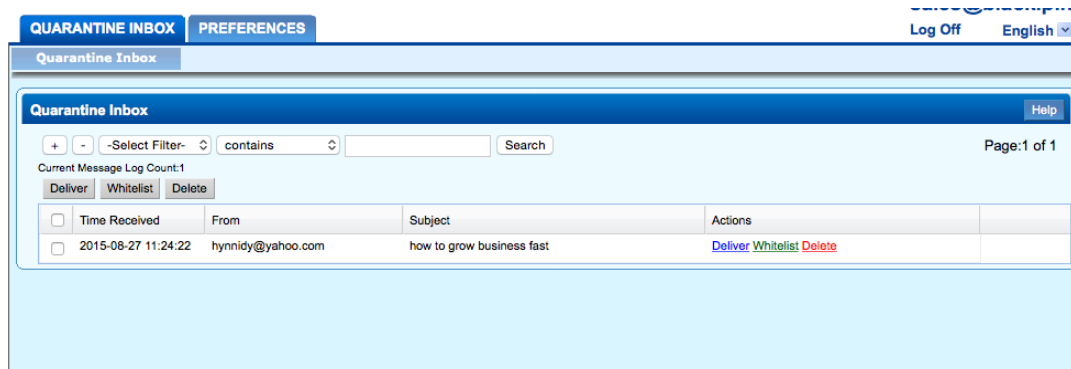 QUARANTINE INBOX PREFERENCES Log Off English
Quarantine Inbox
Quarantine Inbox Help
+ - -Select Filter- contains Search Page:1 of 1
Current Message Log Count:1
Deliver Whitelist Delete
Time Received From Subject Actions
2015-08-27 11:24:22 hynnidy@yahoo.com how to grow business fast Deliver Whitelist Delete